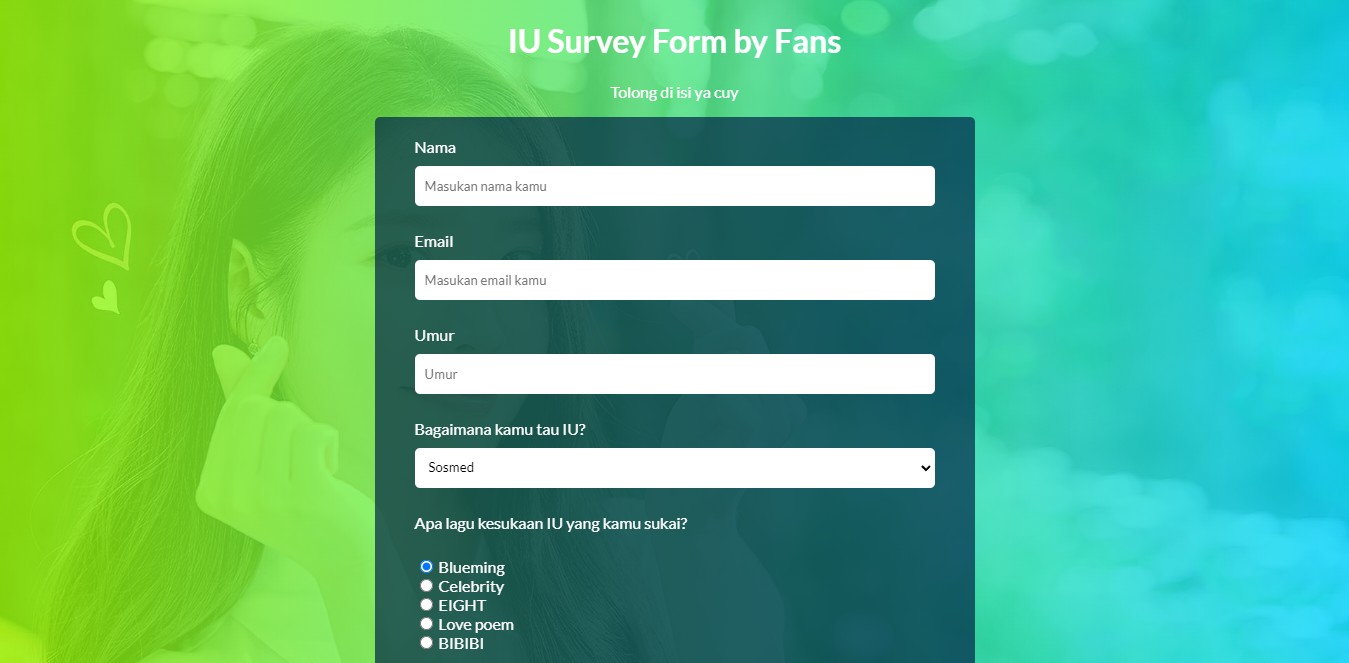 IU Survey Form by Fans
Tolong di isi ya cuy
Nama
Masukan nama kamu
Email
Masukan email kamu
Umur
Umur
Bagaimana kamu tau IU?
Sosmed
Apa lagu kesukaan IU yang kamu sukai?
Blueming
Celebrity
EIGHT
Love poem
BIBIBI